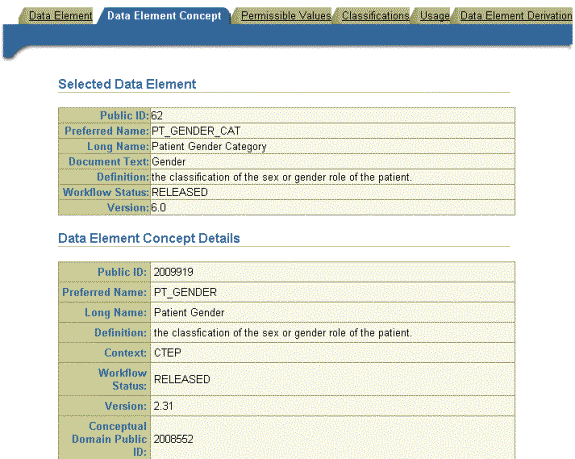 Data Element Data Element Concept Permissible Values Classifications Usage Data Element Derivation
Selected Data Element
Public ID: 62
Preferred Name: PT_GENDER_CAT
Long Name: Patient Gender Category
Document Text: Gender
Definition: the classification of the sex or gender role of the patient.
Workflow Status: RELEASED
Version: 6.0
Data Element Concept Details
Public ID: 2009919
Preferred Name: PT_GENDER
Long Name: Patient Gender
Definition: the classfication of the sex or gender role of the patient.
Context: CTEP
Workflow
Status: RELEASED
Version: 2.31
Conceptual
Domain Public 2008552
ID: